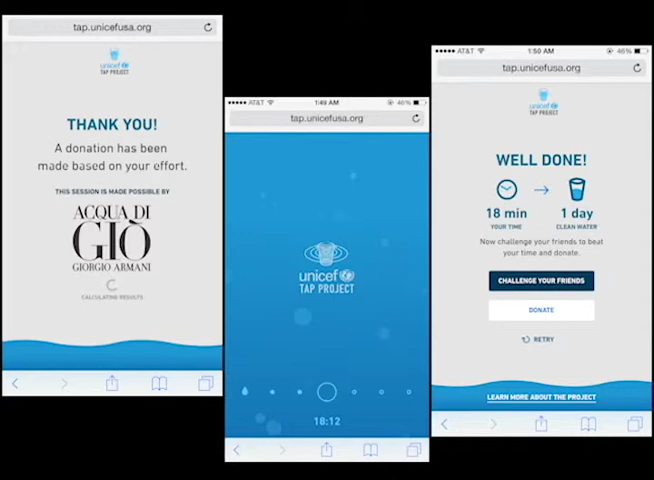 tap.unicefusa.org
unicef
TAP PROJECT
THANK YOU!
A donation has been
made based on your effort.
THIS SESSION IS MADE POSSIBLE BY
ACQUA DI
GIÒ
GIORGIO ARMANI
CALCULATING RESULTS
AT&T 1:49 AM 46%
tap.unicefusa.org
unicef
TAP PROJECT
18:12
AT&T 1:50 AM 46%
tap.unicefusa.org
unicef
TAP PROJECT
WELL DONE!
18 min 1 day
YOUR TIME CLEAN WATER
Now challenge your friends to beat
your time and donate.
CHALLENGE YOUR FRIENDS
DONATE
RETRY
LEARN MORE ABOUT THE PROJECT